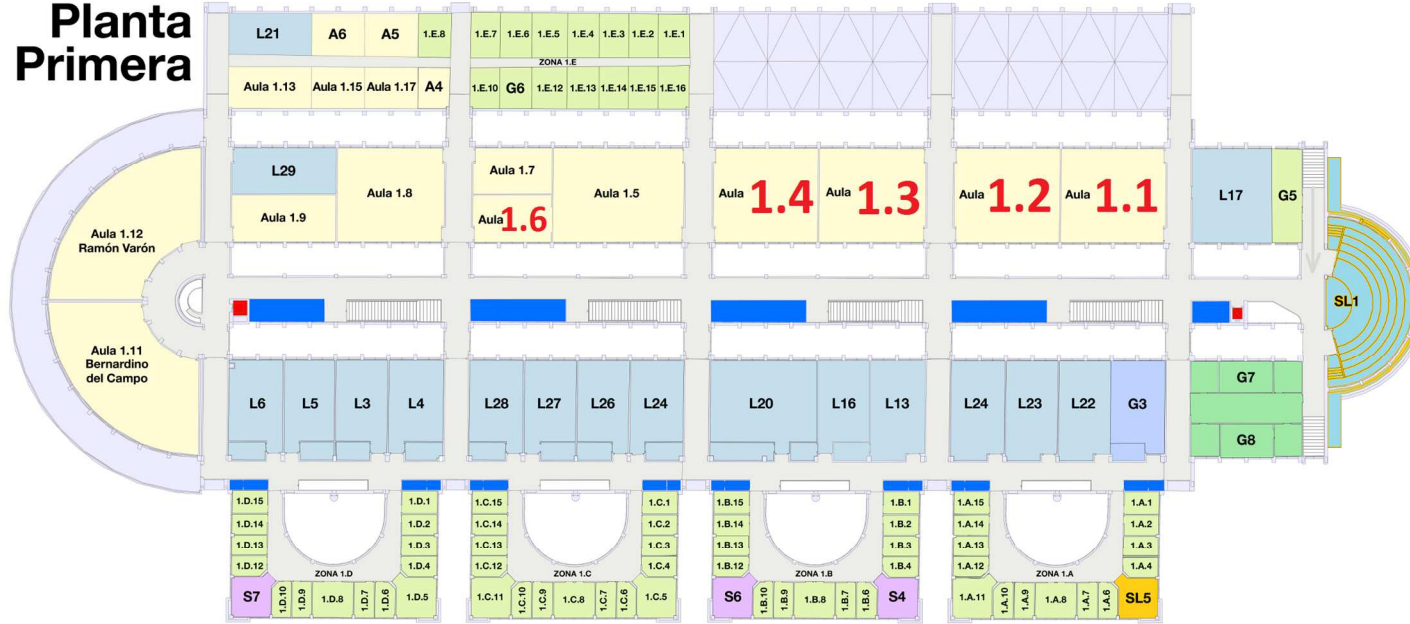 Planta
Primera
L21 A6 A5 1.E.8 1.E.7 1.E.6 1.E.5 1.E.4 1.E.3 1.E.2 1.E.1
ZONA 1.E
Aula 1.13 Aula 1.15 Aula 1.17 A4 1.E.10 G6 1.E.12 1.E.13 1.E.14 1.E.15 1.E.16
L29 Aula 1.8 Aula 1.7 Aula 1.5 Aula 1.4 Aula 1.3 Aula 1.2 Aula 1.1 L17 G5
Aula 1.9 Aula 1.6
Aula 1.12
Ramón Varón
SL1
Aula 1.11
Bernardino
del Campo
G7
L6 L5 L3 L4 L28 L27 L26 L24 L20 L16 L13 L24 L23 L22 G3
G8
1.D.15 1.D.1 1.C.15 1.C.1 1.B.15 1.B.1 1.A.15 1.A.1
1.D.14 1.D.2 1.C.14 1.C.2 1.B.14 1.B.2 1.A.14 1.A.2
1.D.13 1.D.3 1.C.13 1.C.3 1.B.13 1.B.3 1.A.13 1.A.3
1.D.12 1.D.4 1.C.12 1.C.4 1.B.12 1.B.4 1.A.12 1.A.4
ZONA 1.D ZONA 1.C ZONA 1.B ZONA 1.A
S7 1.D.10 1.D.9 1.D.8 1.D.7 1.D.6 1.D.5 1.C.11 1.C.10 1.C.9 1.C.8 1.C.7 1.C.6 1.C.5 S6 1.B.10 1.B.9 1.B.8 1.B.7 1.B.6 S4 1.A.11 1.A.10 1.A.9 1.A.8 1.A.7 1.A.6 SL5